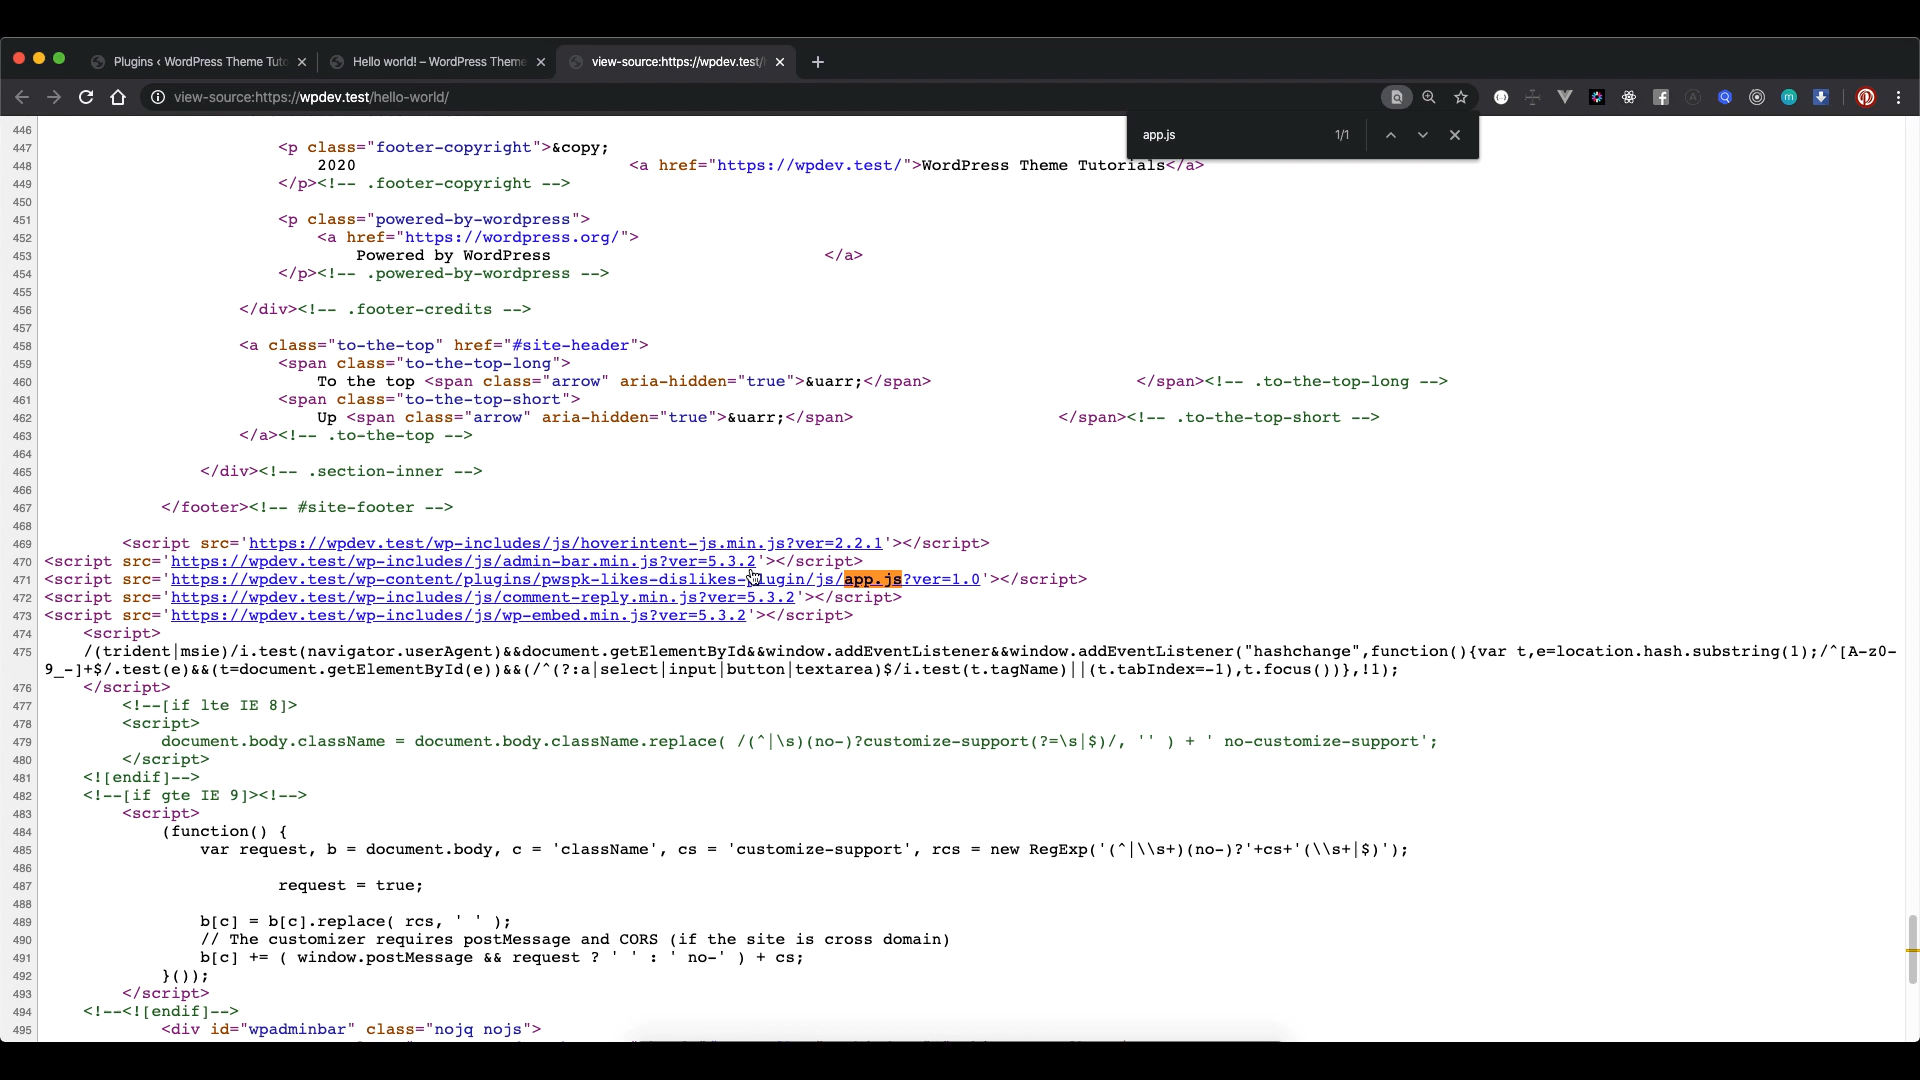 Plugins ‹ WordPress Theme Tuto
Hello world! – WordPress Theme
view-source:https://wpdev.test/
view-source:https://wpdev.test/hello-world/
app.js
1/1
446
447 <p class="footer-copyright">&copy;
448 2020 <a href="https://wpdev.test/">WordPress Theme Tutorials</a>
449 </p><!-- .footer-copyright -->
450
451 <p class="powered-by-wordpress">
452 <a href="https://wordpress.org/">
453 Powered by WordPress </a>
454 </p><!-- .powered-by-wordpress -->
455
456 </div><!-- .footer-credits -->
457
458 <a class="to-the-top" href="#site-header">
459 <span class="to-the-top-long">
460 To the top <span class="arrow" aria-hidden="true">&uarr;</span> </span><!-- .to-the-top-long -->
461 <span class="to-the-top-short">
462 Up <span class="arrow" aria-hidden="true">&uarr;</span> </span><!-- .to-the-top-short -->
463 </a><!-- .to-the-top -->
464
465 </div><!-- .section-inner -->
466
467 </footer><!-- #site-footer -->
468
469 <script src='https://wpdev.test/wp-includes/js/hoverintent-js.min.js?ver=2.2.1'></script>
470 <script src='https://wpdev.test/wp-includes/js/admin-bar.min.js?ver=5.3.2'></script>
471 <script src='https://wpdev.test/wp-content/plugins/pwspk-likes-dislikes-plugin/js/app.js?ver=1.0'></script>
472 <script src='https://wpdev.test/wp-includes/js/comment-reply.min.js?ver=5.3.2'></script>
473 <script src='https://wpdev.test/wp-includes/js/wp-embed.min.js?ver=5.3.2'></script>
474 <script>
475 /(trident|msie)/i.test(navigator.userAgent)&&document.getElementById&&window.addEventListener&&window.addEventListener("hashchange",function(){var t,e=location.hash.substring(1);/^[A-z0-
9_-]+$/.test(e)&&(t=document.getElementById(e))&&(/^(?:a|select|input|button|textarea)$/i.test(t.tagName)||(t.tabIndex=-1),t.focus())},!1);
476 </script>
477 <!--[if lte IE 8]>
478 <script>
479 document.body.className = document.body.className.replace( /(^|\s)(no-)?customize-support(?=\s|$)/, '' ) + ' no-customize-support';
480 </script>
481 <![endif]-->
482 <!--[if gte IE 9]><!-->
483 <script>
484 (function() {
485 var request, b = document.body, c = 'className', cs = 'customize-support', rcs = new RegExp('(^|\\s+)(no-)?'+cs+'(\\s+|$)');
486
487 request = true;
488
489 b[c] = b[c].replace( rcs, ' ' );
490 // The customizer requires postMessage and CORS (if the site is cross domain)
491 b[c] += ( window.postMessage && request ? ' ' : ' no-' ) + cs;
492 }());
493 </script>
494 <!--<![endif]-->
495 <div id="wpadminbar" class="nojq nojs">